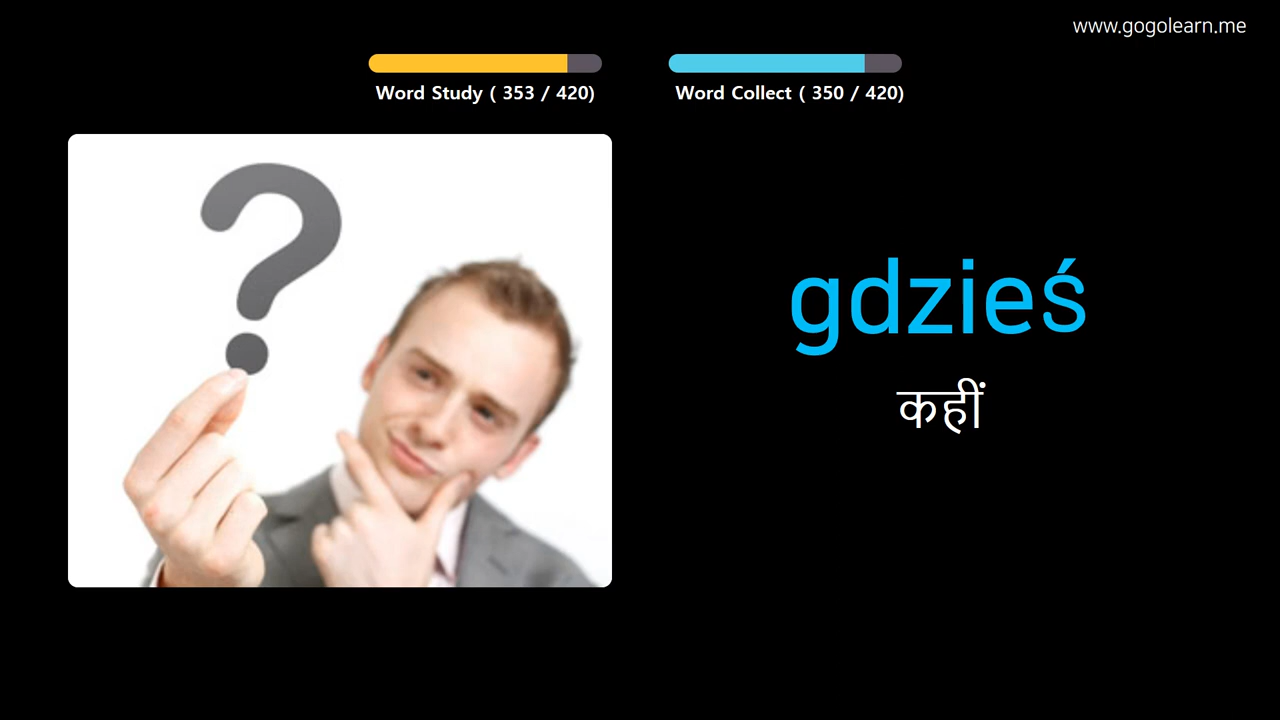 www.gogolearn.me
Word Study ( 353 / 420)
Word Collect ( 350 / 420)
?
gdzieś
कहीं